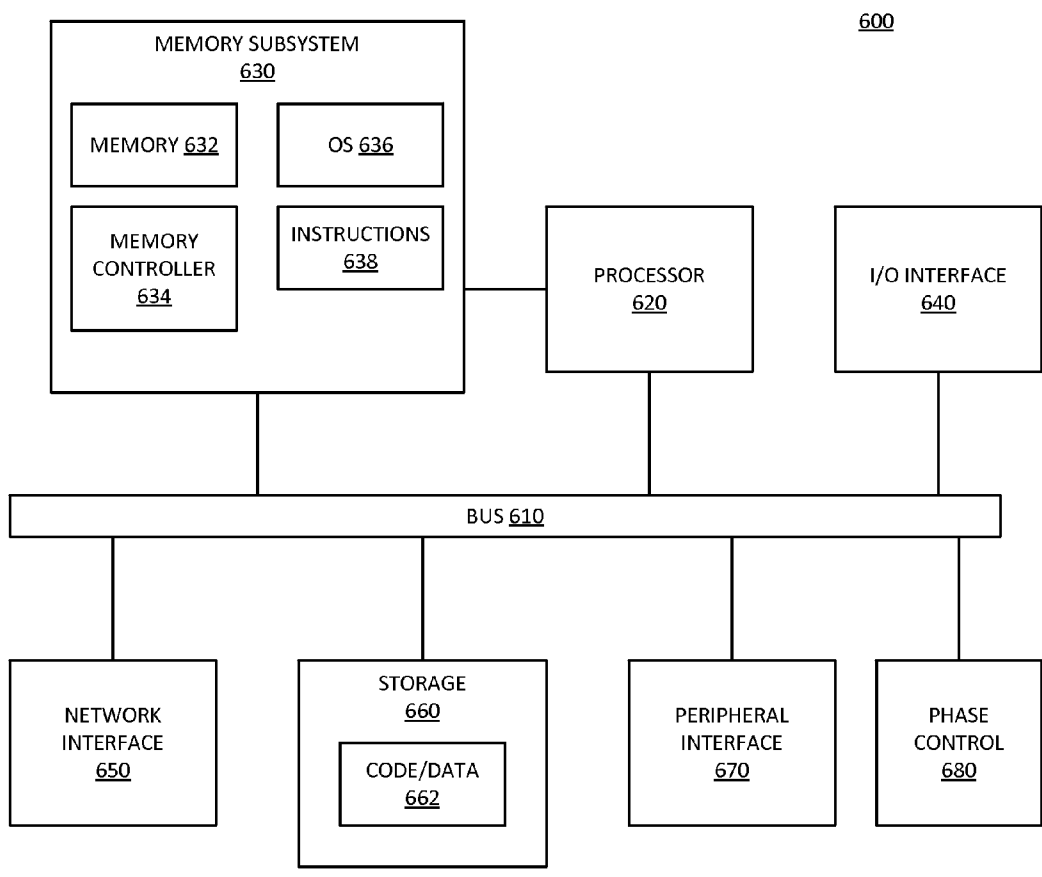 600
MEMORY SUBSYSTEM
630
MEMORY 632
OS 636
MEMORY
CONTROLLER
634
INSTRUCTIONS
638
PROCESSOR
620
I/O INTERFACE
640
BUS 610
NETWORK
INTERFACE
650
STORAGE
660
CODE/DATA
662
PERIPHERAL
INTERFACE
670
PHASE
CONTROL
680